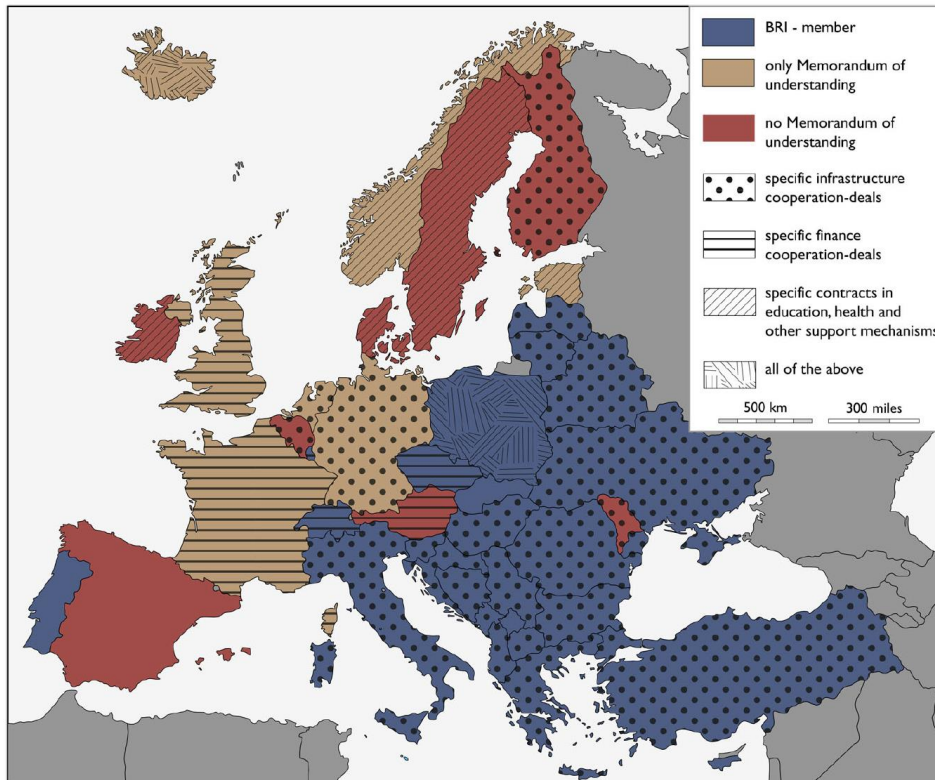 BRI - member
only Memorandum of
understanding
no Memorandum of
understanding
specific infrastructure
cooperation-deals
specific finance
cooperation-deals
specific contracts in
education, health and
other support mechanisms
all of the above
500 km 300 miles